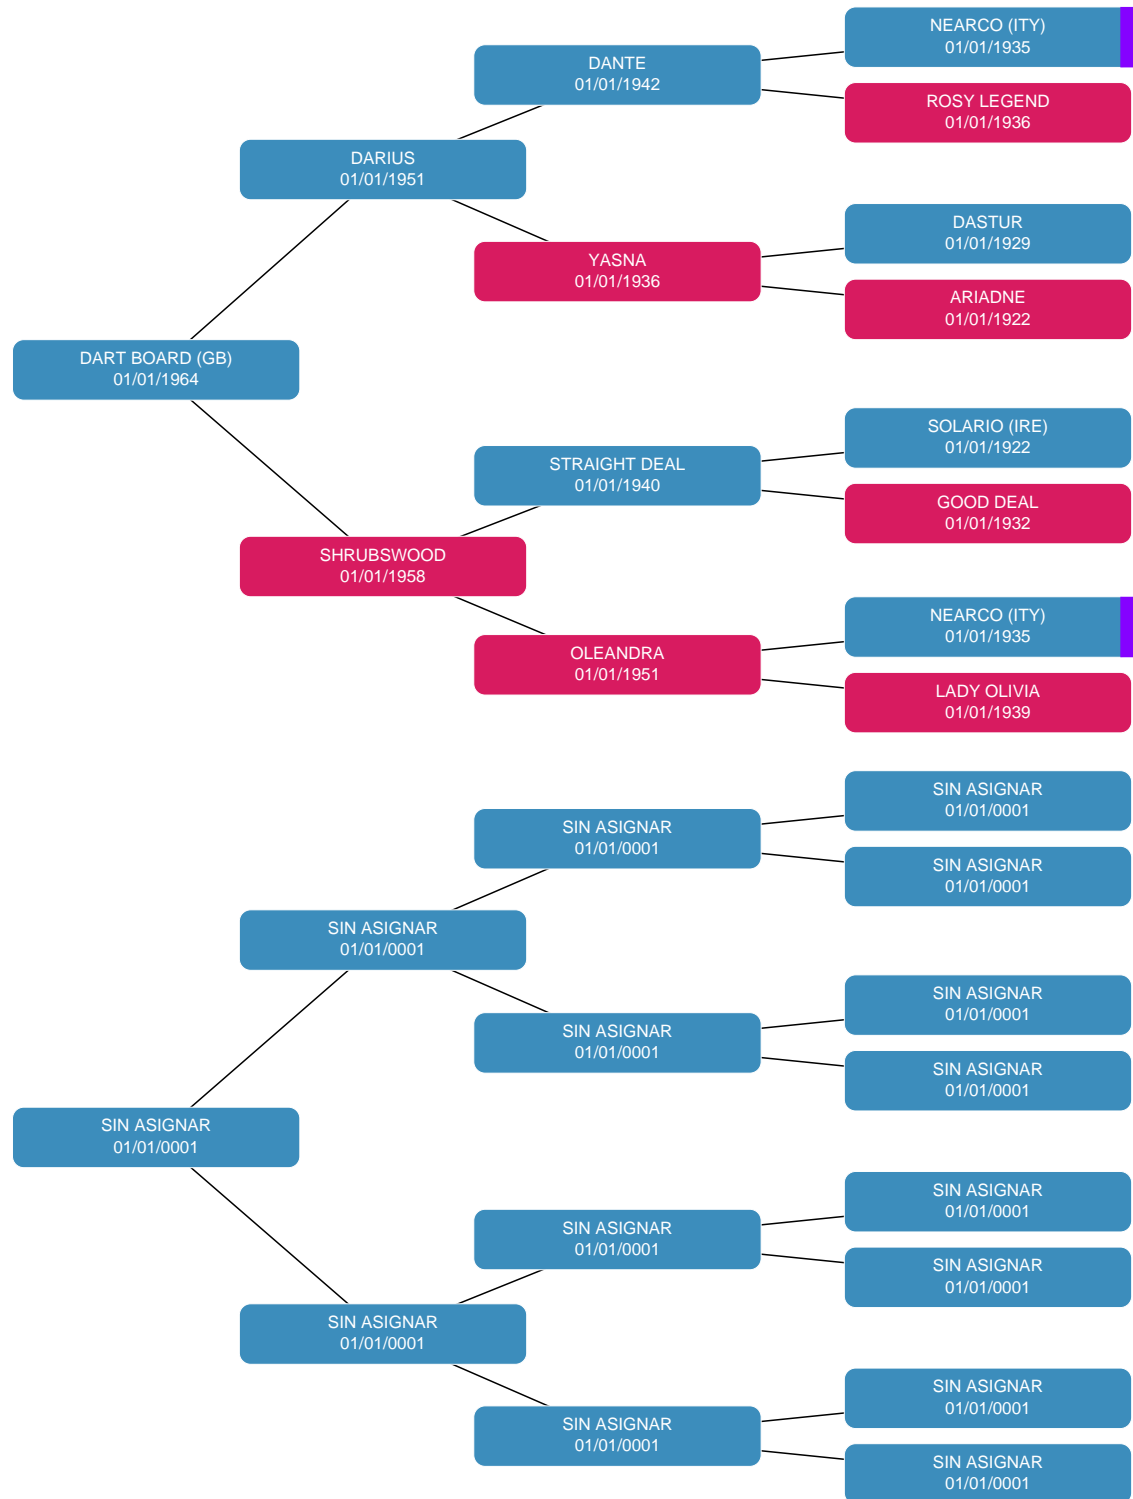 NEARCO (ITY)
01/01/1935
DANTE
01/01/1942
ROSY LEGEND
01/01/1936
DARIUS
01/01/1951
DASTUR
01/01/1929
YASNA
01/01/1936
ARIADNE
01/01/1922
DART BOARD (GB)
01/01/1964
SOLARIO (IRE)
01/01/1922
STRAIGHT DEAL
01/01/1940
GOOD DEAL
01/01/1932
SHRUBSWOOD
01/01/1958
NEARCO (ITY)
01/01/1935
OLEANDRA
01/01/1951
LADY OLIVIA
01/01/1939
SIN ASIGNAR
01/01/0001
SIN ASIGNAR
01/01/0001
SIN ASIGNAR
01/01/0001
SIN ASIGNAR
01/01/0001
SIN ASIGNAR
01/01/0001
SIN ASIGNAR
01/01/0001
SIN ASIGNAR
01/01/0001
SIN ASIGNAR
01/01/0001
SIN ASIGNAR
01/01/0001
SIN ASIGNAR
01/01/0001
SIN ASIGNAR
01/01/0001
SIN ASIGNAR
01/01/0001
SIN ASIGNAR
01/01/0001
SIN ASIGNAR
01/01/0001
SIN ASIGNAR
01/01/0001